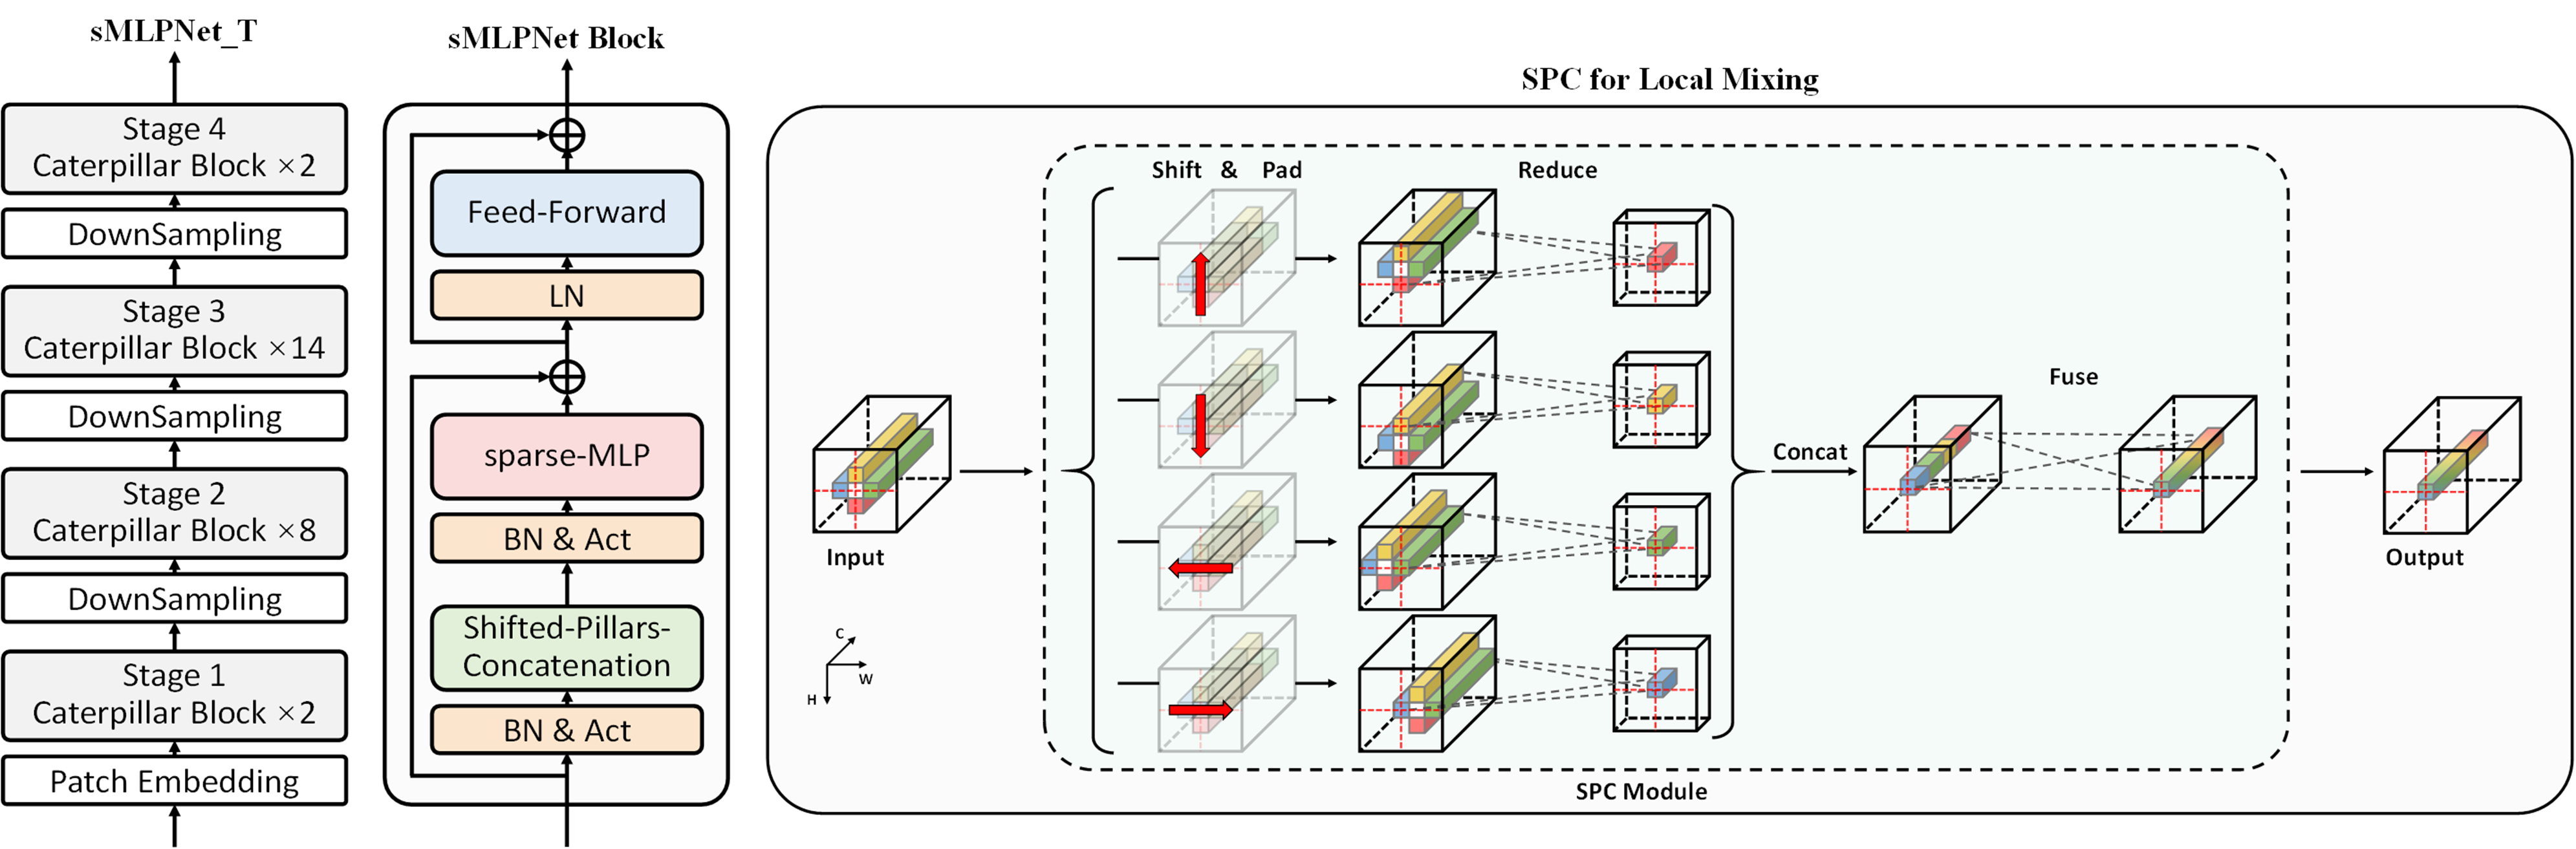 sMLPNet_T
Stage 4
Caterpillar Block ×2
DownSampling
Stage 3
Caterpillar Block ×14
DownSampling
Stage 2
Caterpillar Block ×8
DownSampling
Stage 1
Caterpillar Block ×2
Patch Embedding
sMLPNet Block
Feed-Forward
LN
sparse-MLP
BN & Act
Shifted-Pillars-
Concatenation
BN & Act
SPC for Local Mixing
Shift & Pad
Reduce
Input
C
W
H
Concat
Fuse
Output
SPC Module